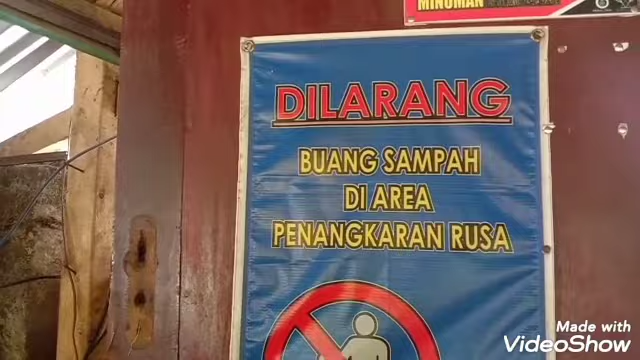 MINUMAN
DILARANG
BUANG SAMPAH
DI AREA
PENANGKARAN RUSA
Made with
VideoShow